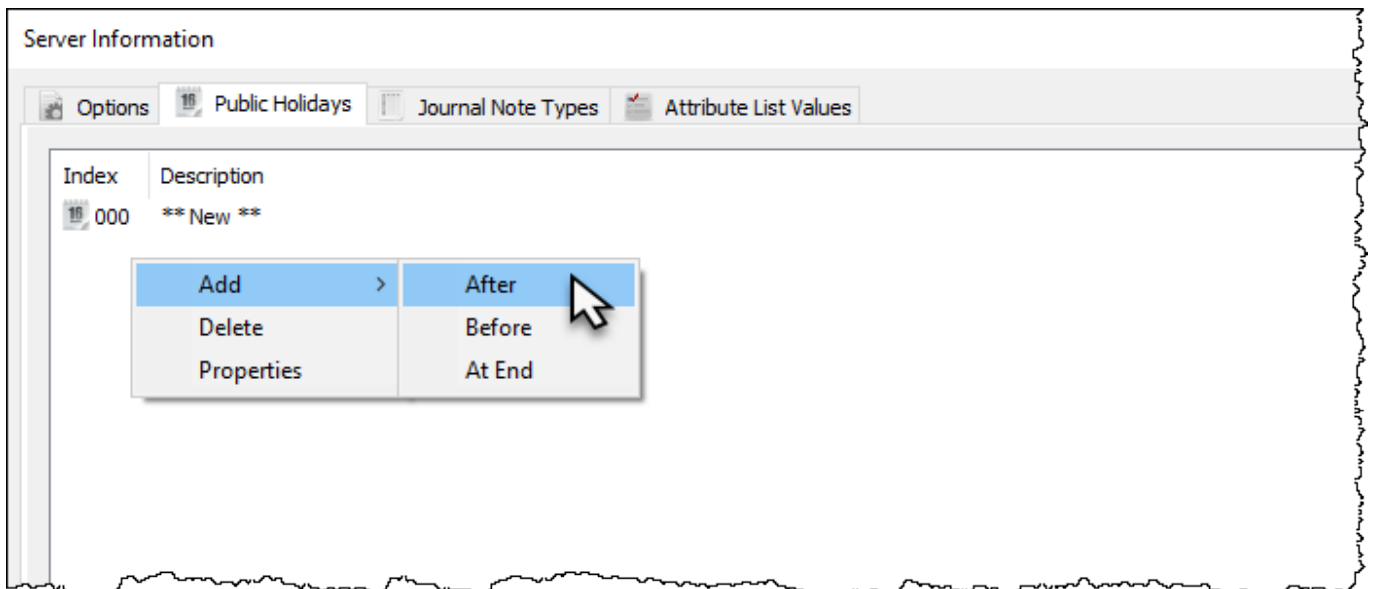 Server Information
Options Public Holidays Journal Note Types Attribute List Values
Index Description
16 000 ** New **
Add > After
Delete Before
Properties At End